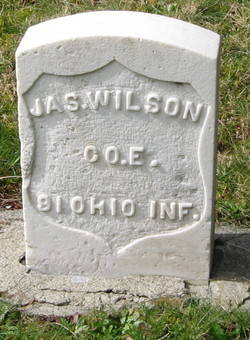 JAS. WILSON
CO. E.
81 OHIO INF.